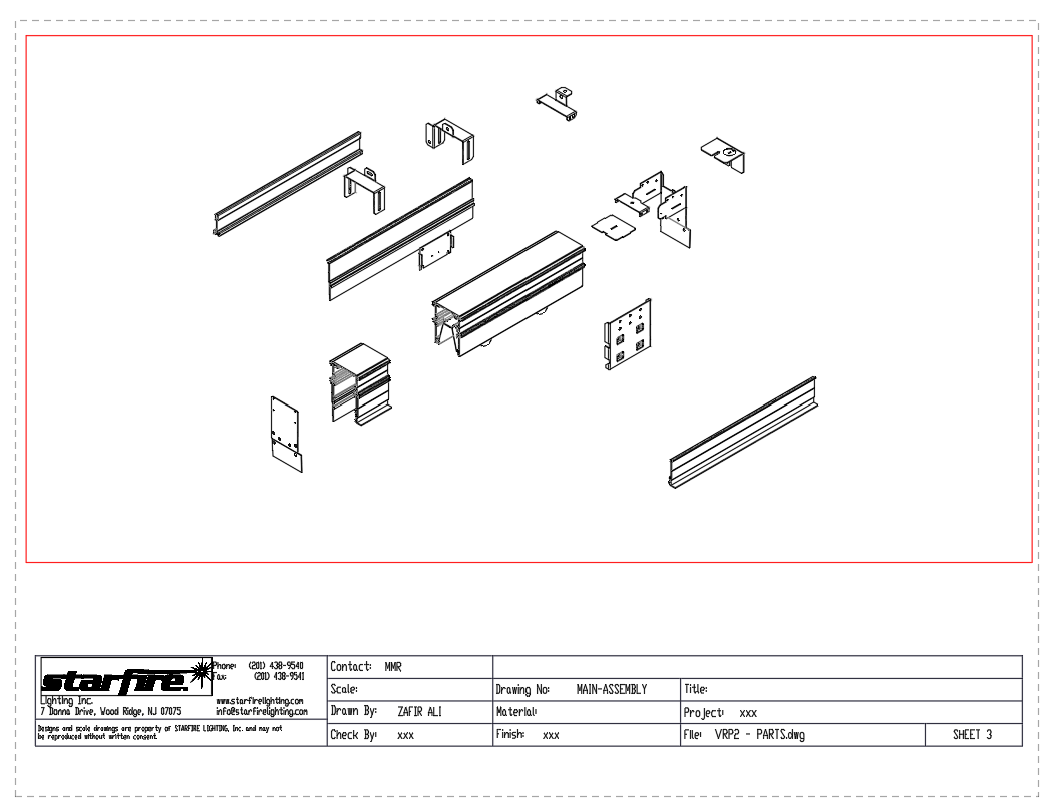 starfire.
Lighting Inc.
7 Donna Drive, Wood Ridge, NJ 07075
Phone: (201) 438-9540
Fax: (201) 438-9541
www.starfirelighting.com
info@starfirelighting.com
Designs and scale drawings are property of STARFIRE LIGHTING, Inc. and may not
be reproduced without written consent.
Contact: MMR
Scale:
Drawing No: MAIN-ASSEMBLY
Title:
Drawn By: ZAFIR ALI
Material:
Project: xxx
Check By: xxx
Finish: xxx
File: VRP2 - PARTS.dwg
SHEET 3